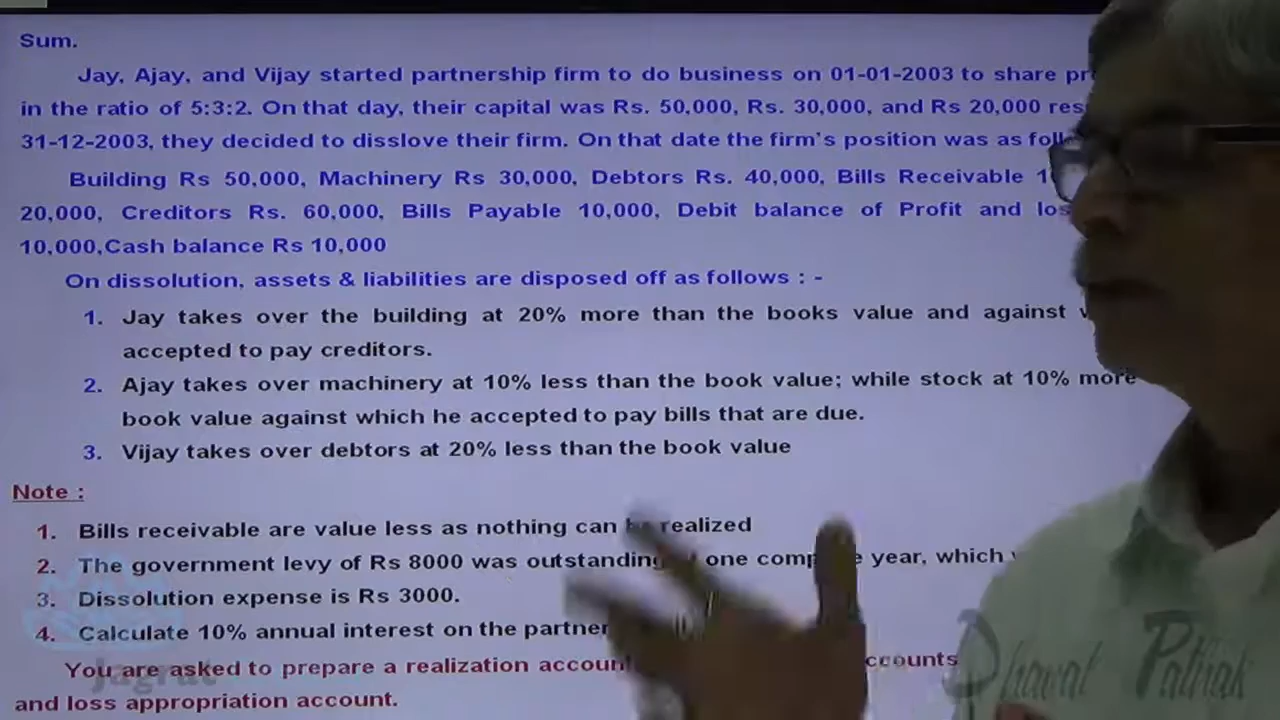 Sum.
Jay, Ajay, and Vijay started partnership firm to do business on 01-01-2003 to share
in the ratio of 5:3:2. On that day, their capital was Rs. 50,000, Rs. 30,000, and Rs 20,000
31-12-2003, they decided to disslove their firm. On that date the firm's position was as
Building Rs 50,000, Machinery Rs 30,000, Debtors Rs. 40,000, Bills Receivable
20,000, Creditors Rs. 60,000, Bills Payable 10,000, Debit balance of Profit and
10,000,Cash balance Rs 10,000
On dissolution, assets & liabilities are disposed off as follows : -
1. Jay takes over the building at 20% more than the books value and against
accepted to pay creditors.
2. Ajay takes over machinery at 10% less than the book value; while stock at 10% more
book value against which he accepted to pay bills that are due.
3. Vijay takes over debtors at 20% less than the book value
Note :
1. Bills receivable are value less as nothing can realized
2. The government levy of Rs 8000 was outstanding one year, which
3. Dissolution expense is Rs 3000.
4. Calculate 10% annual interest on the
You are asked to prepare a realization
and loss appropriation account.
Dhawal Pathak